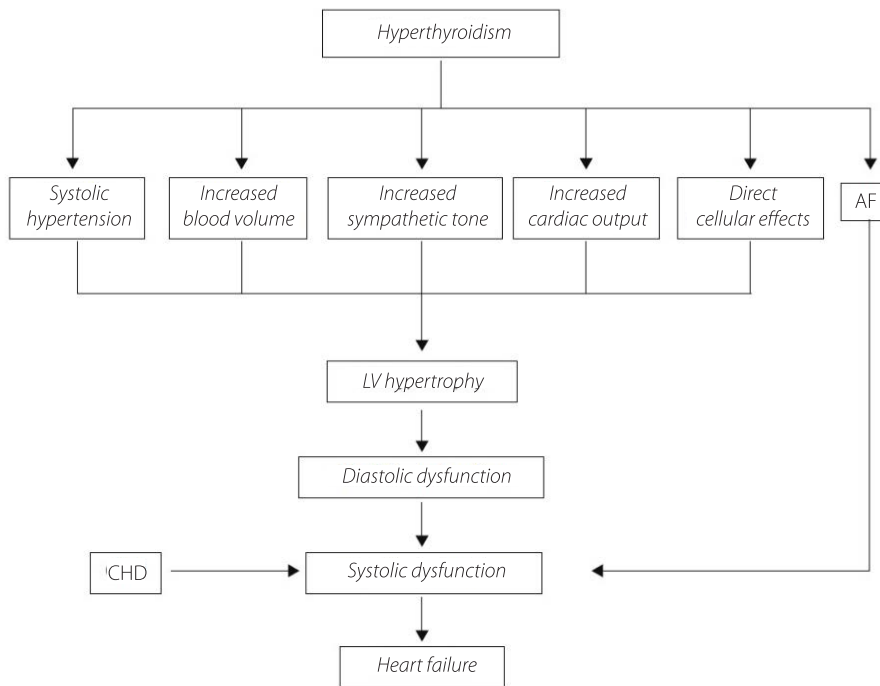 Hyperthyroidism
Systolic
hypertension
Increased
blood volume
Increased
sympathetic tone
Increased
cardiac output
Direct
cellular effects
AF
LV hypertrophy
Diastolic dysfunction
CHD
Systolic dysfunction
Heart failure